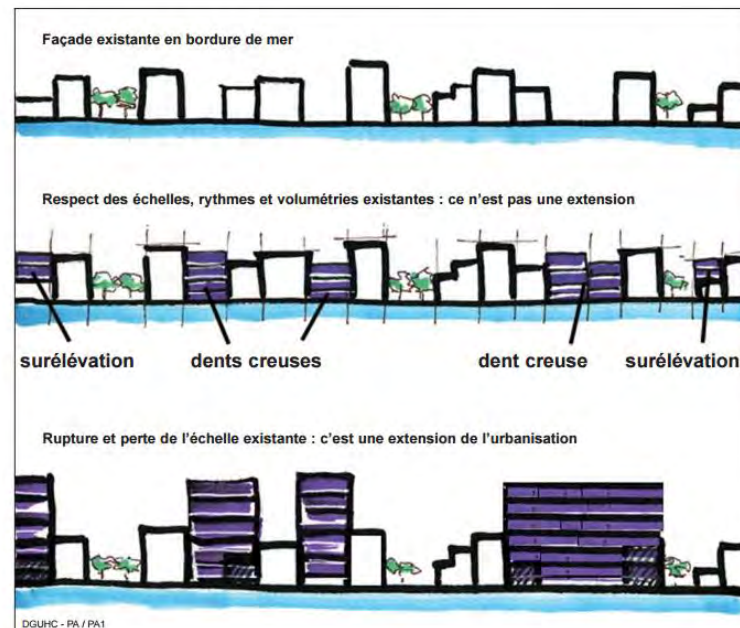 Façade existante en bordure de mer
Respect des échelles, rythmes et volumétries existantes : ce n'est pas une extension
surélévation dents creuses dent creuse surélévation
Rupture et perte de l'échelle existante : c'est une extension de l'urbanisation
DGUHC - PA / PA1